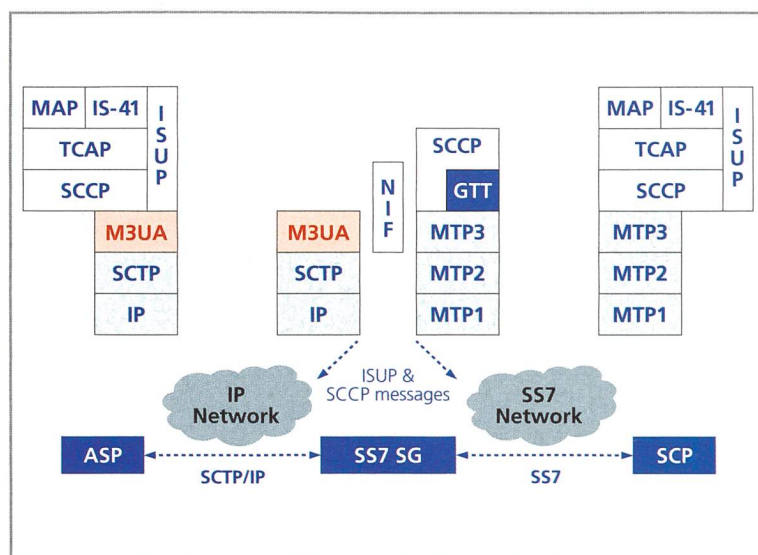 MAP IS-41 ISUP
TCAP
SCCP
M3UA
SCTP
IP
M3UA
SCTP
IP
NIF
SCCP
GTT
MTP3
MTP2
MTP1
MAP IS-41 ISUP
TCAP
SCCP
MTP3
MTP2
MTP1
IP
Network
ISUP &
SCCP messages
SS7
Network
ASP
SCTP/IP
SS7 SG
SS7
SCP